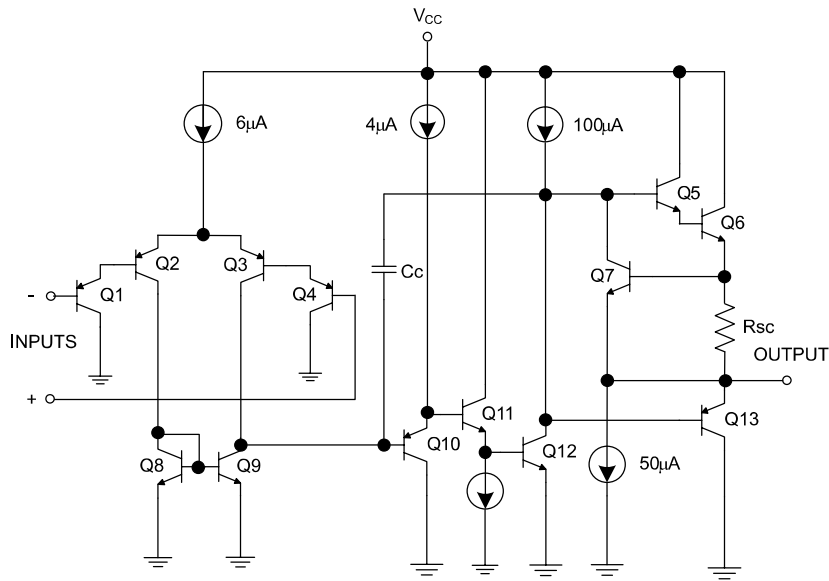 VCC
6μA
4μA
100μA
Q5
Q6
Q2
Q3
Q7
Cc
-
Q1
Q4
INPUTS
Rsc
OUTPUT
+
Q11
Q13
Q10
Q12
Q8
Q9
50μA